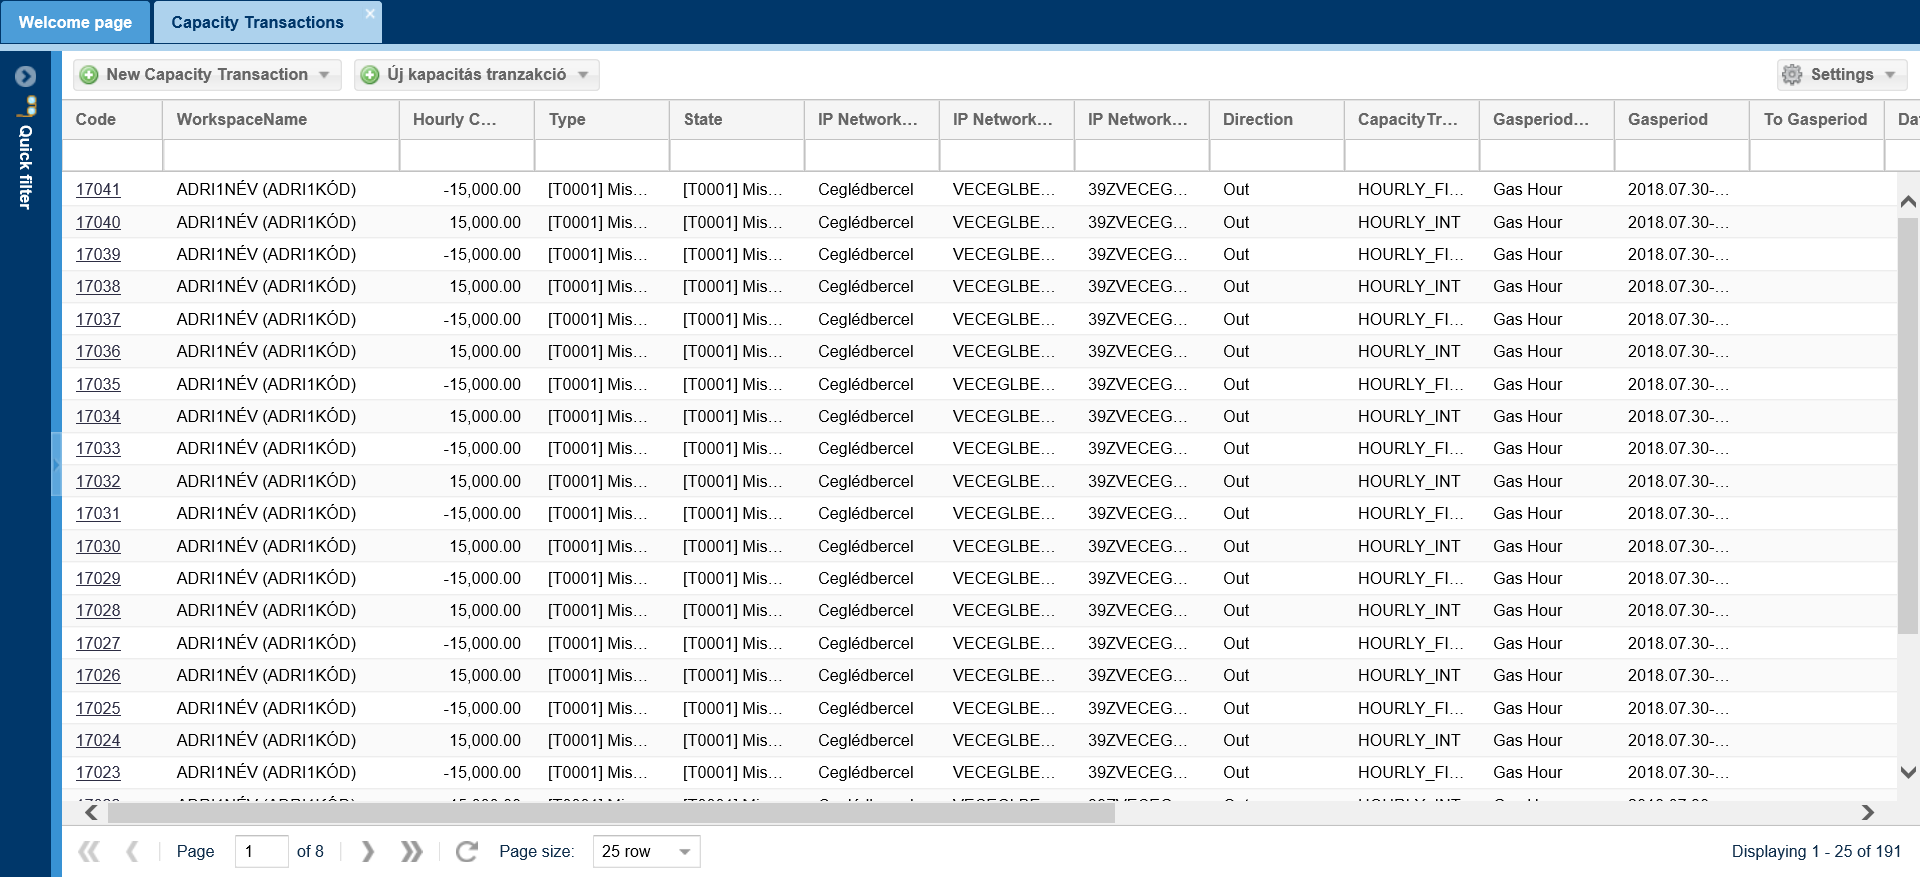 Welcome page Capacity Transactions
New Capacity Transaction Új kapacitás tranzakció Settings
Quick filter
Code WorkspaceName Hourly C... Type State IP Network... IP Network... IP Network... Direction CapacityTr... Gasperiod... Gasperiod To Gasperiod Da
17041 ADRI1NÉV (ADRI1KÓD) -15,000.00 [T0001] Mis... [T0001] Mis... Ceglédbercel VECEGLBE... 39ZVECEG... Out HOURLY_FI... Gas Hour 2018.07.30-...
17040 ADRI1NÉV (ADRI1KÓD) 15,000.00 [T0001] Mis... [T0001] Mis... Ceglédbercel VECEGLBE... 39ZVECEG... Out HOURLY_INT Gas Hour 2018.07.30-...
17039 ADRI1NÉV (ADRI1KÓD) -15,000.00 [T0001] Mis... [T0001] Mis... Ceglédbercel VECEGLBE... 39ZVECEG... Out HOURLY_FI... Gas Hour 2018.07.30-...
17038 ADRI1NÉV (ADRI1KÓD) 15,000.00 [T0001] Mis... [T0001] Mis... Ceglédbercel VECEGLBE... 39ZVECEG... Out HOURLY_INT Gas Hour 2018.07.30-...
17037 ADRI1NÉV (ADRI1KÓD) -15,000.00 [T0001] Mis... [T0001] Mis... Ceglédbercel VECEGLBE... 39ZVECEG... Out HOURLY_FI... Gas Hour 2018.07.30-...
17036 ADRI1NÉV (ADRI1KÓD) 15,000.00 [T0001] Mis... [T0001] Mis... Ceglédbercel VECEGLBE... 39ZVECEG... Out HOURLY_INT Gas Hour 2018.07.30-...
17035 ADRI1NÉV (ADRI1KÓD) -15,000.00 [T0001] Mis... [T0001] Mis... Ceglédbercel VECEGLBE... 39ZVECEG... Out HOURLY_FI... Gas Hour 2018.07.30-...
17034 ADRI1NÉV (ADRI1KÓD) 15,000.00 [T0001] Mis... [T0001] Mis... Ceglédbercel VECEGLBE... 39ZVECEG... Out HOURLY_INT Gas Hour 2018.07.30-...
17033 ADRI1NÉV (ADRI1KÓD) -15,000.00 [T0001] Mis... [T0001] Mis... Ceglédbercel VECEGLBE... 39ZVECEG... Out HOURLY_FI... Gas Hour 2018.07.30-...
17032 ADRI1NÉV (ADRI1KÓD) 15,000.00 [T0001] Mis... [T0001] Mis... Ceglédbercel VECEGLBE... 39ZVECEG... Out HOURLY_INT Gas Hour 2018.07.30-...
17031 ADRI1NÉV (ADRI1KÓD) -15,000.00 [T0001] Mis... [T0001] Mis... Ceglédbercel VECEGLBE... 39ZVECEG... Out HOURLY_FI... Gas Hour 2018.07.30-...
17030 ADRI1NÉV (ADRI1KÓD) 15,000.00 [T0001] Mis... [T0001] Mis... Ceglédbercel VECEGLBE... 39ZVECEG... Out HOURLY_INT Gas Hour 2018.07.30-...
17029 ADRI1NÉV (ADRI1KÓD) -15,000.00 [T0001] Mis... [T0001] Mis... Ceglédbercel VECEGLBE... 39ZVECEG... Out HOURLY_FI... Gas Hour 2018.07.30-...
17028 ADRI1NÉV (ADRI1KÓD) 15,000.00 [T0001] Mis... [T0001] Mis... Ceglédbercel VECEGLBE... 39ZVECEG... Out HOURLY_INT Gas Hour 2018.07.30-...
17027 ADRI1NÉV (ADRI1KÓD) -15,000.00 [T0001] Mis... [T0001] Mis... Ceglédbercel VECEGLBE... 39ZVECEG... Out HOURLY_FI... Gas Hour 2018.07.30-...
17026 ADRI1NÉV (ADRI1KÓD) 15,000.00 [T0001] Mis... [T0001] Mis... Ceglédbercel VECEGLBE... 39ZVECEG... Out HOURLY_INT Gas Hour 2018.07.30-...
17025 ADRI1NÉV (ADRI1KÓD) -15,000.00 [T0001] Mis... [T0001] Mis... Ceglédbercel VECEGLBE... 39ZVECEG... Out HOURLY_FI... Gas Hour 2018.07.30-...
17024 ADRI1NÉV (ADRI1KÓD) 15,000.00 [T0001] Mis... [T0001] Mis... Ceglédbercel VECEGLBE... 39ZVECEG... Out HOURLY_INT Gas Hour 2018.07.30-...
17023 ADRI1NÉV (ADRI1KÓD) -15,000.00 [T0001] Mis... [T0001] Mis... Ceglédbercel VECEGLBE... 39ZVECEG... Out HOURLY_FI... Gas Hour 2018.07.30-...
Page 1 of 8 Page size: 25 row Displaying 1 - 25 of 191